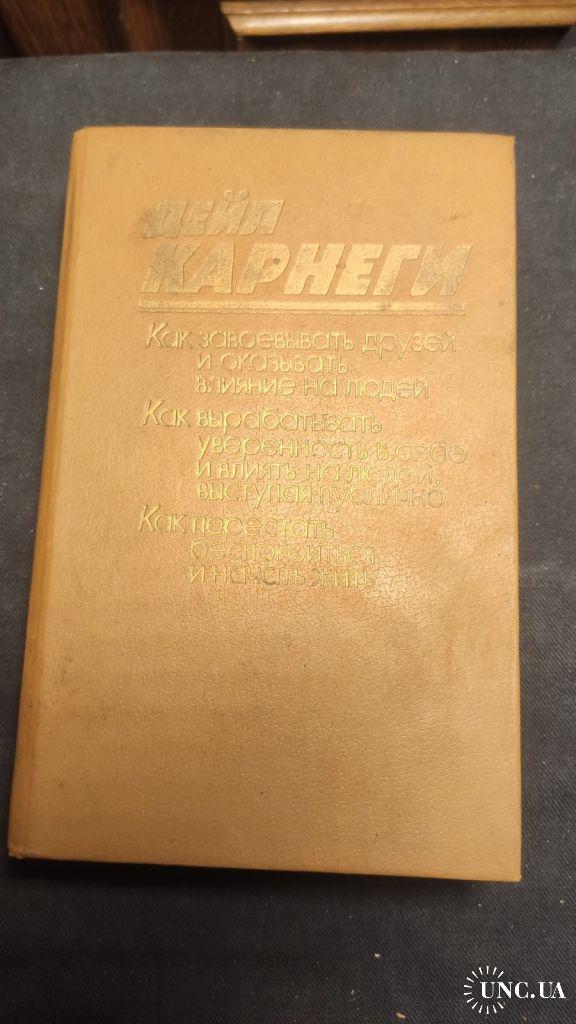 ДЕЙЛ
КАРНЕГИ
Как завоевывать друзей
и оказывать
влияние на людей
Как вырабатывать
уверенность в себе
и влиять на людей,
выступая публично
Как перестать
беспокоиться
и начать жить
UNC.UA